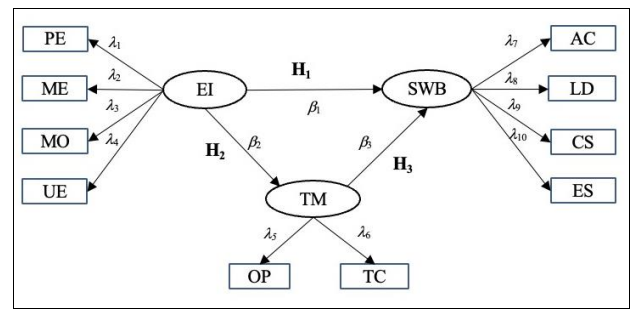 PE λ1 λ7 AC
H1
ME λ2 EI SWB λ8 LD
λ3 β1 λ9
MO λ4 β2 β3 λ10 CS
H2 H3
UE TM ES
λ5 λ6
OP TC